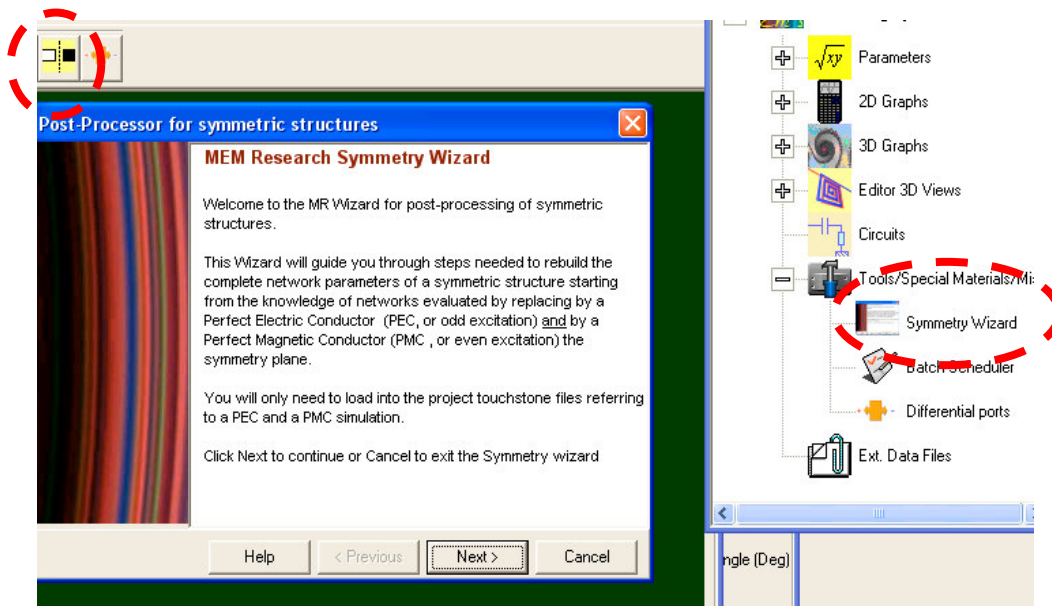 Post-Processor for symmetric structures
MEM Research Symmetry Wizard
Welcome to the MR Wizard for post-processing of symmetric
structures.
This Wizard will guide you through steps needed to rebuild the
complete network parameters of a symmetric structure starting
from the knowledge of networks evaluated by replacing by a
Perfect Electric Conductor (PEC, or odd excitation) and by a
Perfect Magnetic Conductor (PMC , or even excitation) the
symmetry plane.
You will only need to load into the project touchstone files referring
to a PEC and a PMC simulation.
Click Next to continue or Cancel to exit the Symmetry wizard
Help
< Previous
Next >
Cancel
√xy
Parameters
2D Graphs
3D Graphs
Editor 3D Views
Circuits
Tools/Special Materials/Mi
Symmetry Wizard
Batch Scheduler
Differential ports
Ext. Data Files
ngle (Deg)